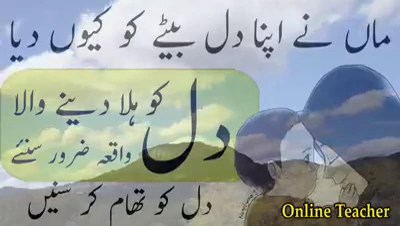 ماں نے اپنا دل بیٹے کو کیوں دیا
دل کو ہلا دینے والا
واقعہ ضرور سنئے
دل کو تھام کر سنیں
Online Teacher